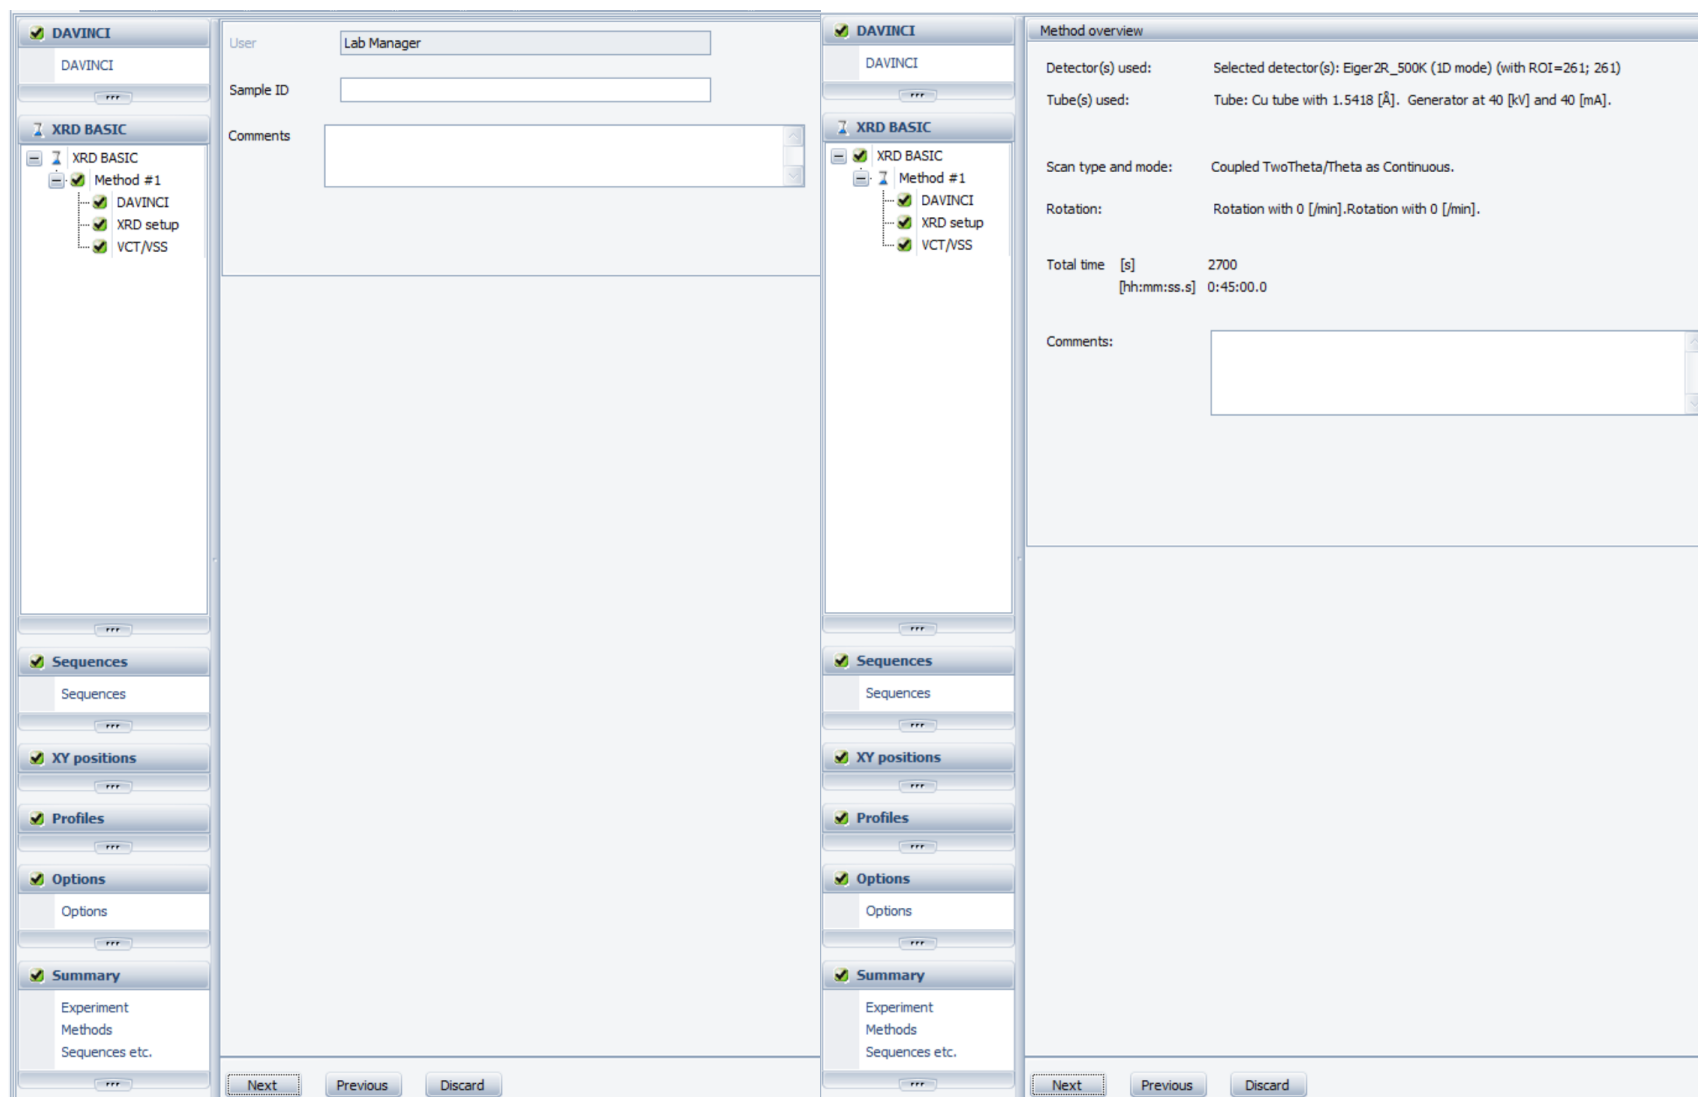 DAVINCI
DAVINCI
XRD BASIC
XRD BASIC
Method #1
DAVINCI
XRD setup
VCT/VSS
Sequences
Sequences
XY positions
Profiles
Options
Options
Summary
Experiment
Methods
Sequences etc.
User Lab Manager
Sample ID
Comments
Next Previous Discard
DAVINCI
DAVINCI
XRD BASIC
XRD BASIC
Method #1
DAVINCI
XRD setup
VCT/VSS
Sequences
Sequences
XY positions
Profiles
Options
Options
Summary
Experiment
Methods
Sequences etc.
Method overview
Detector(s) used: Selected detector(s): Eiger2R_500K (1D mode) (with ROI=261; 261)
Tube(s) used: Tube: Cu tube with 1.5418 [Å]. Generator at 40 [kV] and 40 [mA].
Scan type and mode: Coupled TwoTheta/Theta as Continuous.
Rotation: Rotation with 0 [/min].Rotation with 0 [/min].
Total time [s] 2700
[hh:mm:ss.s] 0:45:00.0
Comments:
Next Previous Discard